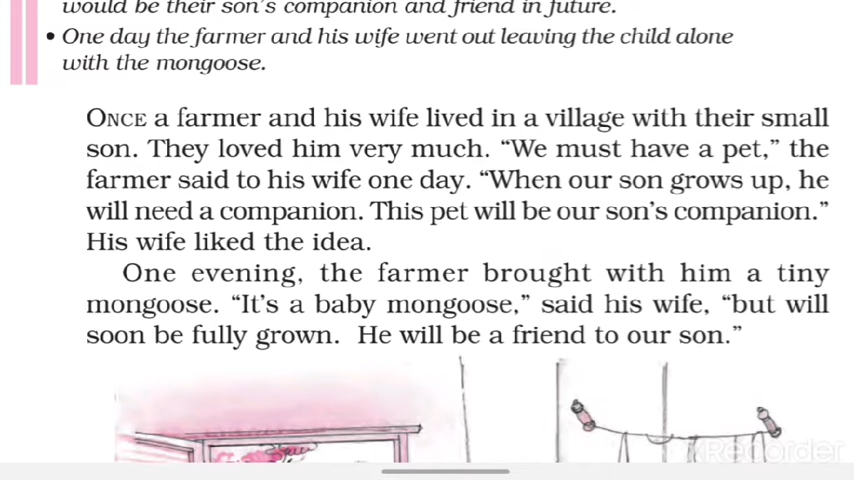 would be their son's companion and friend in future.
• One day the farmer and his wife went out leaving the child alone
with the mongoose.
ONCE a farmer and his wife lived in a village with their small
son. They loved him very much. “We must have a pet,” the
farmer said to his wife one day. “When our son grows up, he
will need a companion. This pet will be our son's companion.”
His wife liked the idea.
One evening, the farmer brought with him a tiny
mongoose. “It's a baby mongoose,” said his wife, “but will
soon be fully grown. He will be a friend to our son.”
XRecorder